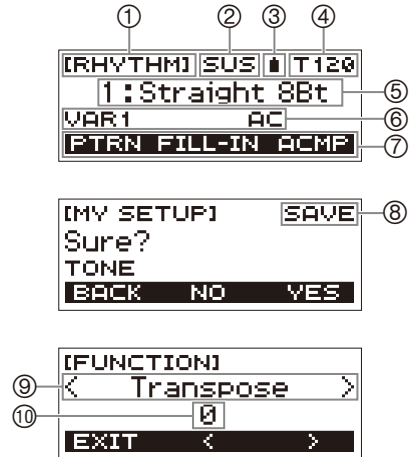 ① ② ③ ④
[RHYTHM] SUS T120
1:Straight 8Bt ⑤
VAR1 AC ⑥
PTRN FILL-IN ACMP ⑦
[MY SETUP] SAVE ⑧
Sure?
TONE
BACK NO YES
[FUNCTION]
⑨ < Transpose >
⑩ 0
EXIT < >